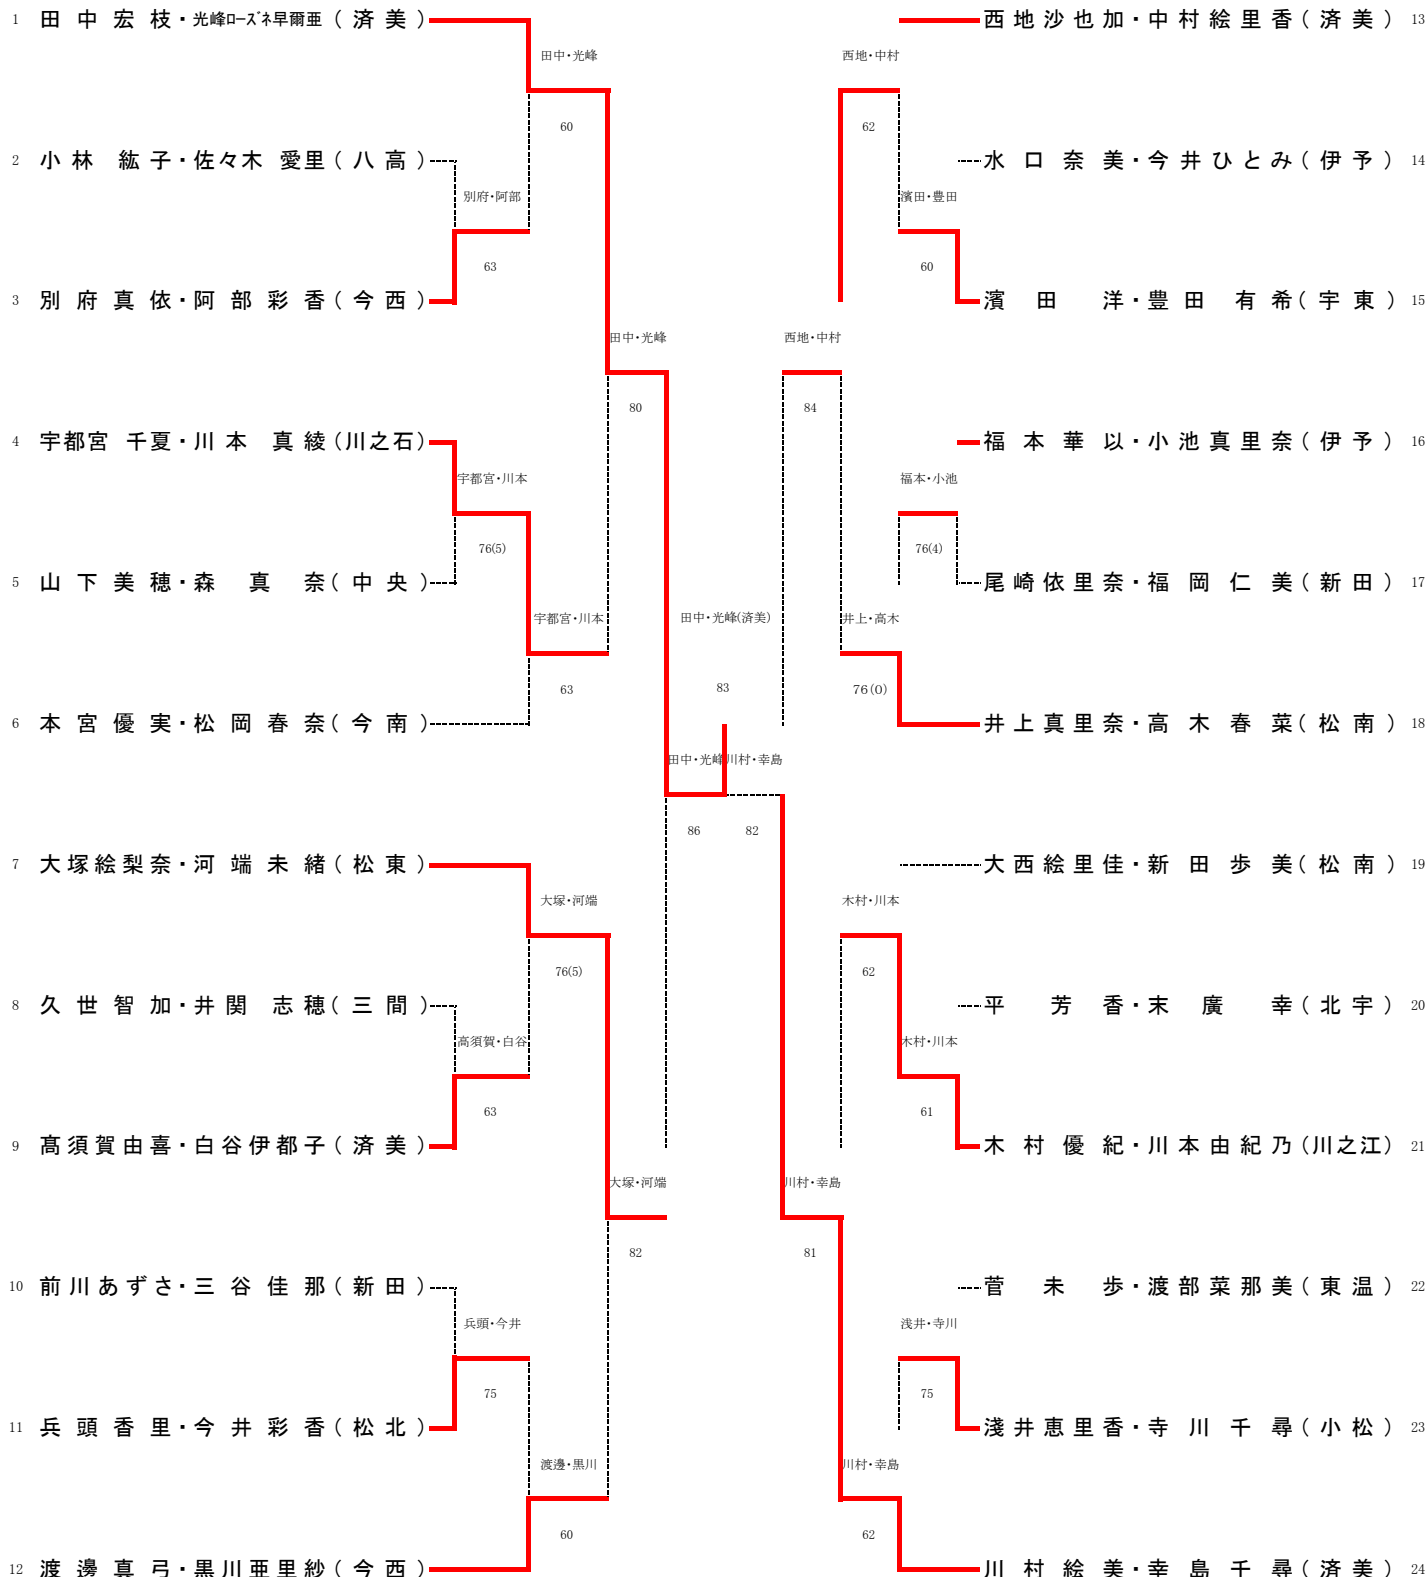 1 田中宏枝・光峰ローズネ早爾亜(済美)
西地沙也加・中村絵里香(済美) 13
田中・光峰
西地・中村
60
62
2 小林 紘子・佐々木 愛里(八高)
水口奈美・今井ひとみ(伊予) 14
別府・阿部
濱田・豊田
63
60
3 別府真依・阿部彩香(今西)
濱田 洋・豊田 有希(宇東) 15
田中・光峰
西地・中村
80
84
4 宇都宮 千夏・川本 真綾(川之石)
福本華以・小池真里奈(伊予) 16
宇都宮・川本
福本・小池
76(5)
76(4)
5 山下美穂・森 真 奈(中央)
尾崎依里奈・福岡仁美(新田) 17
宇都宮・川本
田中・光峰(済美)
井上・高木
63
83
76(0)
6 本宮優実・松岡春奈(今南)
井上真里奈・高木春菜(松南) 18
田中・光峰
川村・幸島
86
82
7 大塚絵梨奈・河端未緒(松東)
大西絵里佳・新田歩美(松南) 19
大塚・河端
木村・川本
76(5)
62
8 久世智加・井関 志穂(三間)
平 芳香・末廣 幸(北宇) 20
高須賀・白谷
木村・川本
63
61
9 髙須賀由喜・白谷伊都子(済美)
木村優紀・川本由紀乃(川之江) 21
大塚・河端
川村・幸島
82
81
10 前川あずさ・三谷佳那(新田)
菅 未 歩・渡部菜那美(東温) 22
兵頭・今井
浅井・寺川
75
75
11 兵頭香里・今井彩香(松北)
淺井恵里香・寺川千尋(小松) 23
渡邊・黒川
川村・幸島
60
62
12 渡邊真弓・黒川亜里紗(今西)
川村絵美・幸島千尋(済美) 24